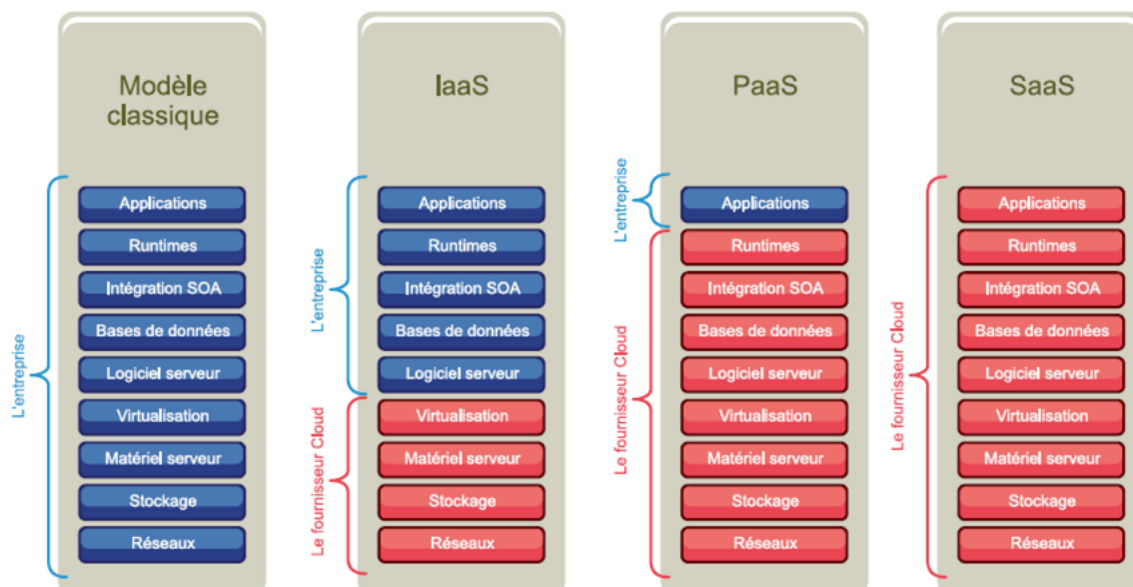 Modèle
classique
L'entreprise
Applications
Runtimes
Intégration SOA
Bases de données
Logiciel serveur
Virtualisation
Matériel serveur
Stockage
Réseaux
IaaS
L'entreprise
Applications
Runtimes
Intégration SOA
Bases de données
Logiciel serveur
Le fournisseur Cloud
Virtualisation
Matériel serveur
Stockage
Réseaux
PaaS
L'entreprise
Applications
Le fournisseur Cloud
Runtimes
Intégration SOA
Bases de données
Logiciel serveur
Virtualisation
Matériel serveur
Stockage
Réseaux
SaaS
Le fournisseur Cloud
Applications
Runtimes
Intégration SOA
Bases de données
Logiciel serveur
Virtualisation
Matériel serveur
Stockage
Réseaux